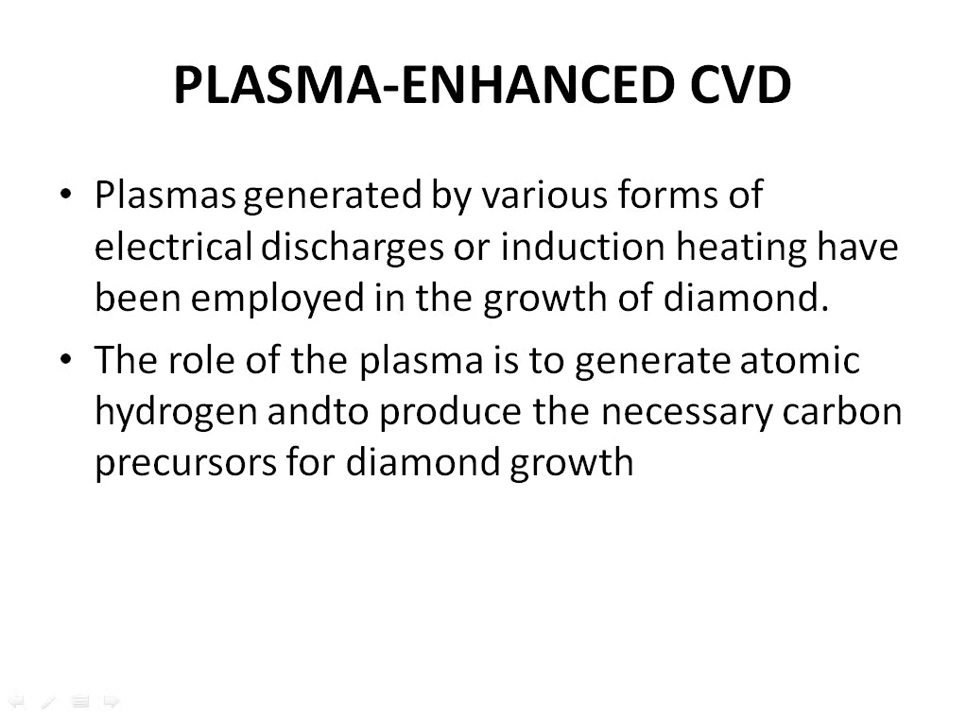 PLASMA-ENHANCED CVD
• Plasmas generated by various forms of
electrical discharges or induction heating have
been employed in the growth of diamond.
• The role of the plasma is to generate atomic
hydrogen andto produce the necessary carbon
precursors for diamond growth